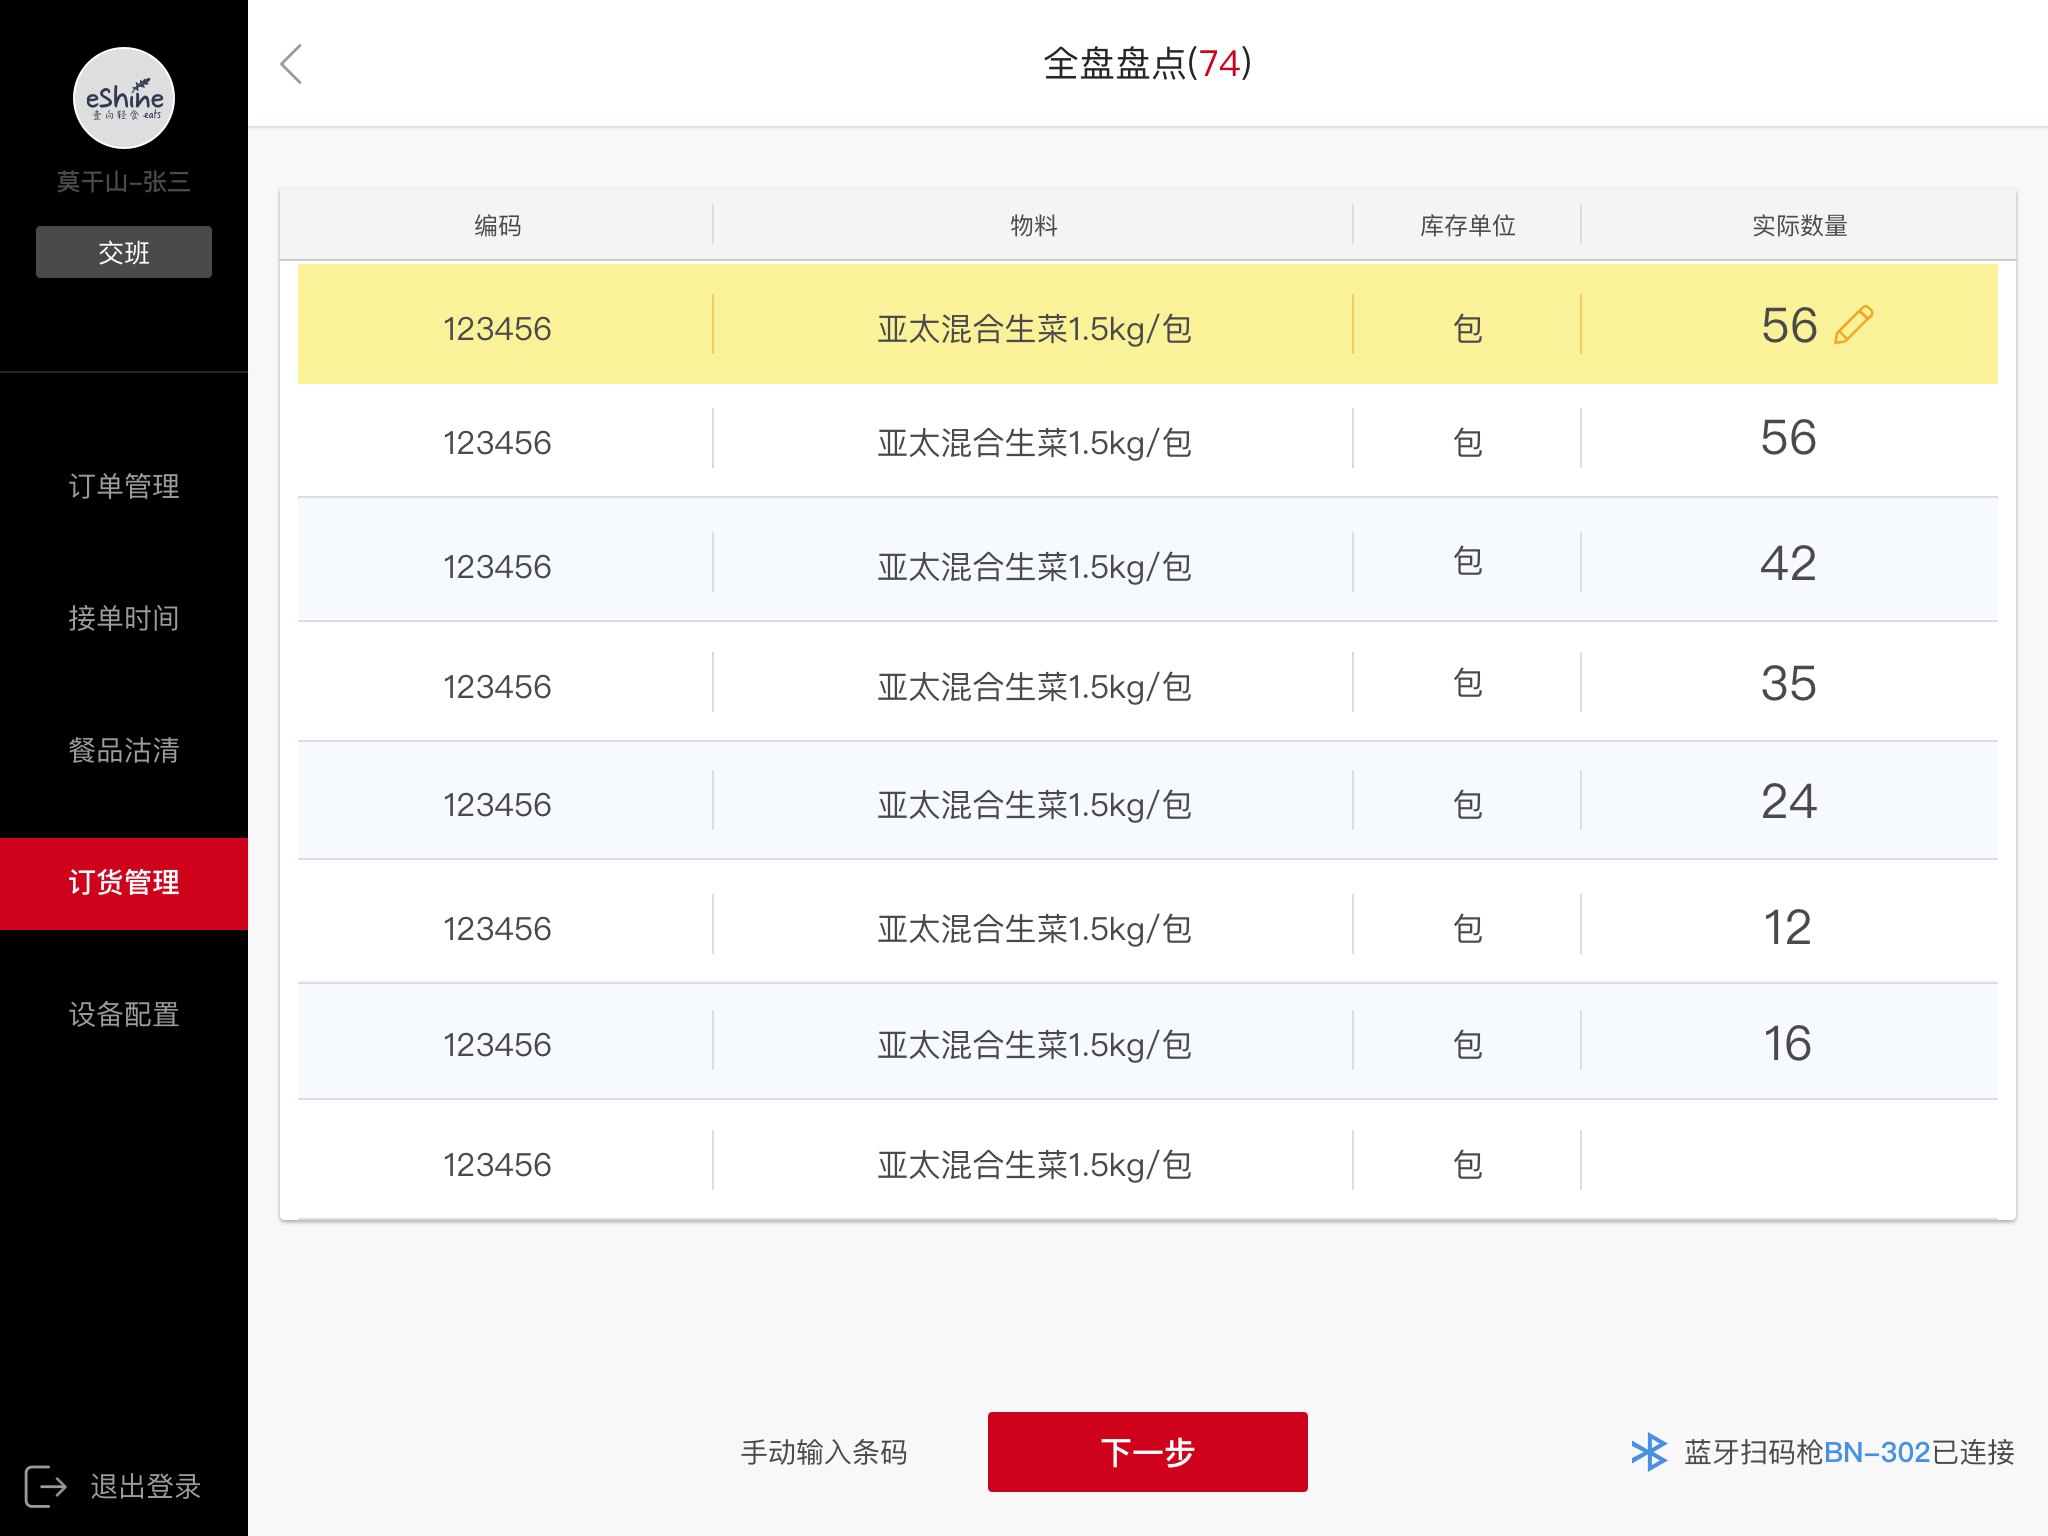 eShine
壹向轻食 eats
莫干山-张三
交班
订单管理
接单时间
餐品沽清
订货管理
设备配置
退出登录
全盘盘点(74)
编码 物料 库存单位 实际数量
123456 亚太混合生菜1.5kg/包 包 56
123456 亚太混合生菜1.5kg/包 包 56
123456 亚太混合生菜1.5kg/包 包 42
123456 亚太混合生菜1.5kg/包 包 35
123456 亚太混合生菜1.5kg/包 包 24
123456 亚太混合生菜1.5kg/包 包 12
123456 亚太混合生菜1.5kg/包 包 16
123456 亚太混合生菜1.5kg/包 包
手动输入条码
下一步
蓝牙扫码枪BN-302已连接